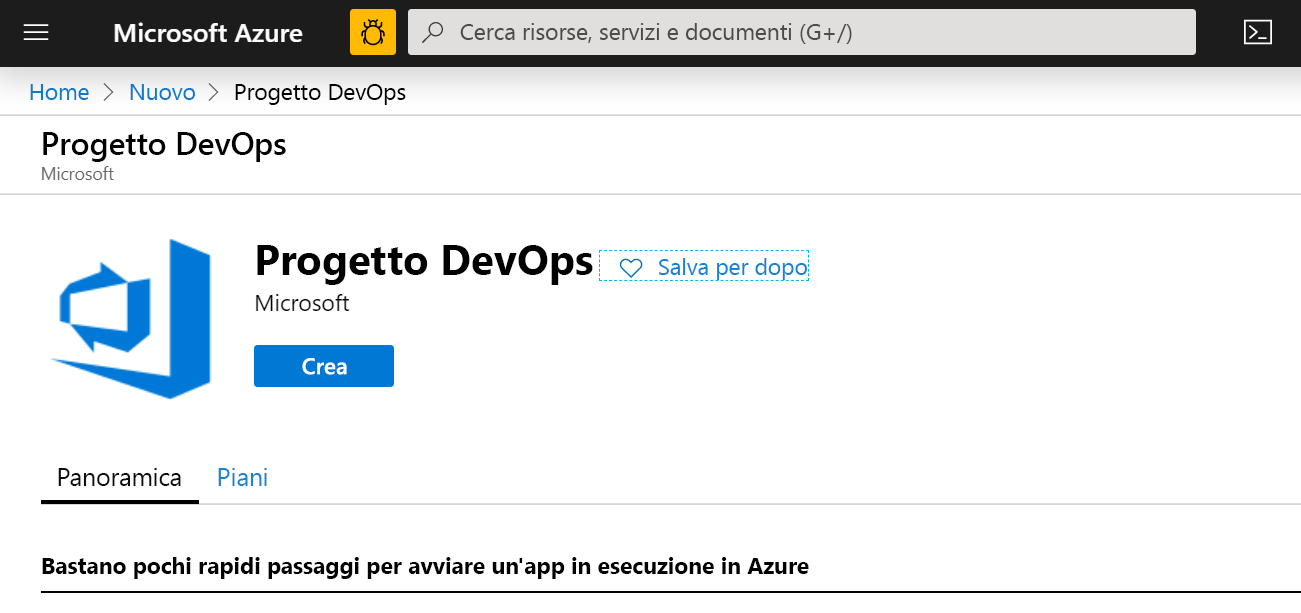 Microsoft Azure
Cerca risorse, servizi e documenti (G+/)
Home > Nuovo > Progetto DevOps
Progetto DevOps
Microsoft
Progetto DevOps
Salva per dopo
Microsoft
Crea
Panoramica Piani
Bastano pochi rapidi passaggi per avviare un'app in esecuzione in Azure